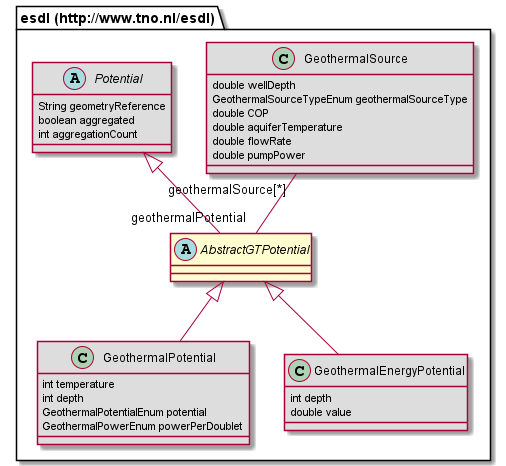 esdl (http://www.tno.nl/esdl)
A Potential
String geometryReference
boolean aggregated
int aggregationCount
C GeothermalSource
double wellDepth
GeothermalSourceTypeEnum geothermalSourceType
double COP
double aquiferTemperature
double flowRate
double pumpPower
geothermalSource[*]
geothermalPotential
A AbstractGTPotential
C GeothermalPotential
int temperature
int depth
GeothermalPotentialEnum potential
GeothermalPowerEnum powerPerDoublet
C GeothermalEnergyPotential
int depth
double value